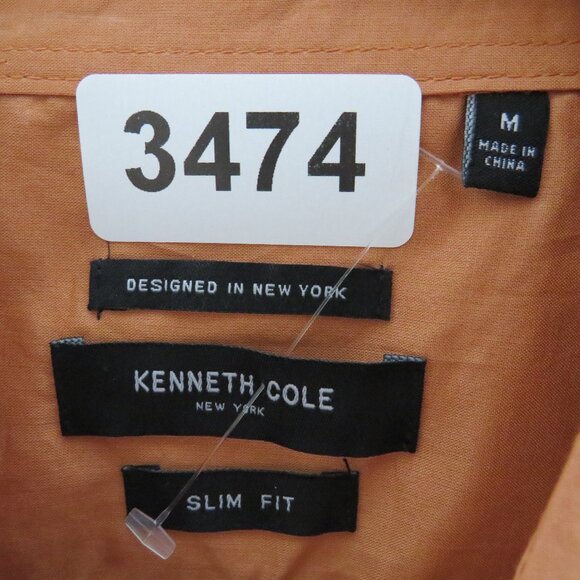 3474
M
MADE IN
CHINA
DESIGNED IN NEW YORK
KENNETH COLE
NEW YORK
SLIM FIT